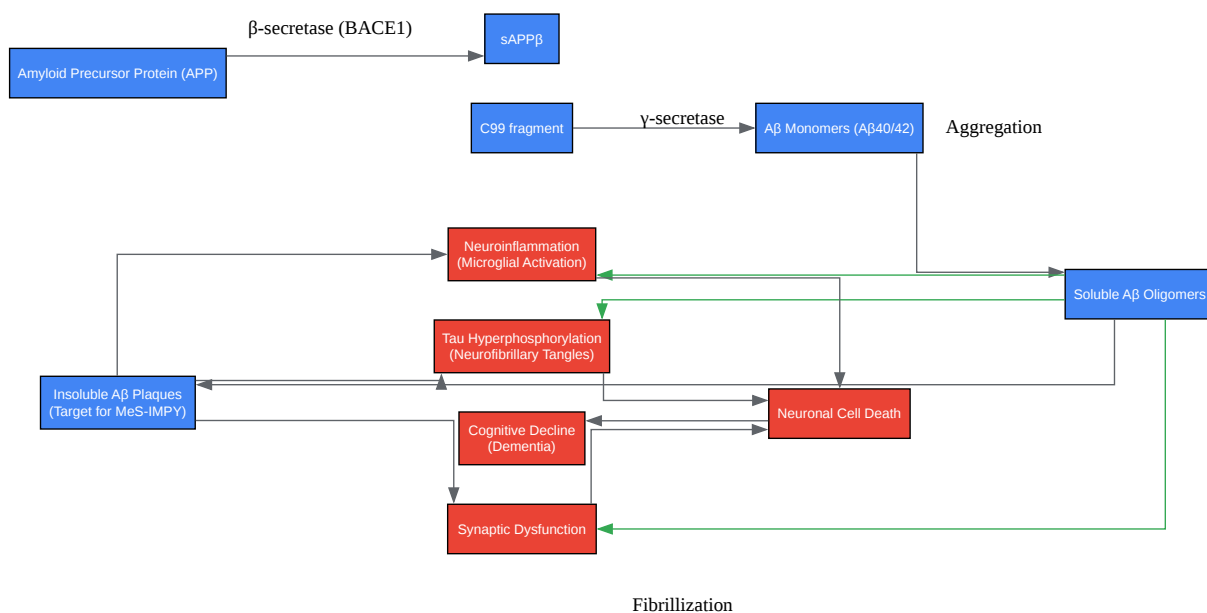 β-secretase (BACE1)
sAPPβ
Amyloid Precursor Protein (APP)
C99 fragment
γ-secretase
Aβ Monomers (Aβ40/42)
Aggregation
Neuroinflammation
(Microglial Activation)
Soluble Aβ Oligomers
Tau Hyperphosphorylation
(Neurofibrillary Tangles)
Insoluble Aβ Plaques
(Target for MeS-IMPY)
Neuronal Cell Death
Cognitive Decline
(Dementia)
Synaptic Dysfunction
Fibrillization